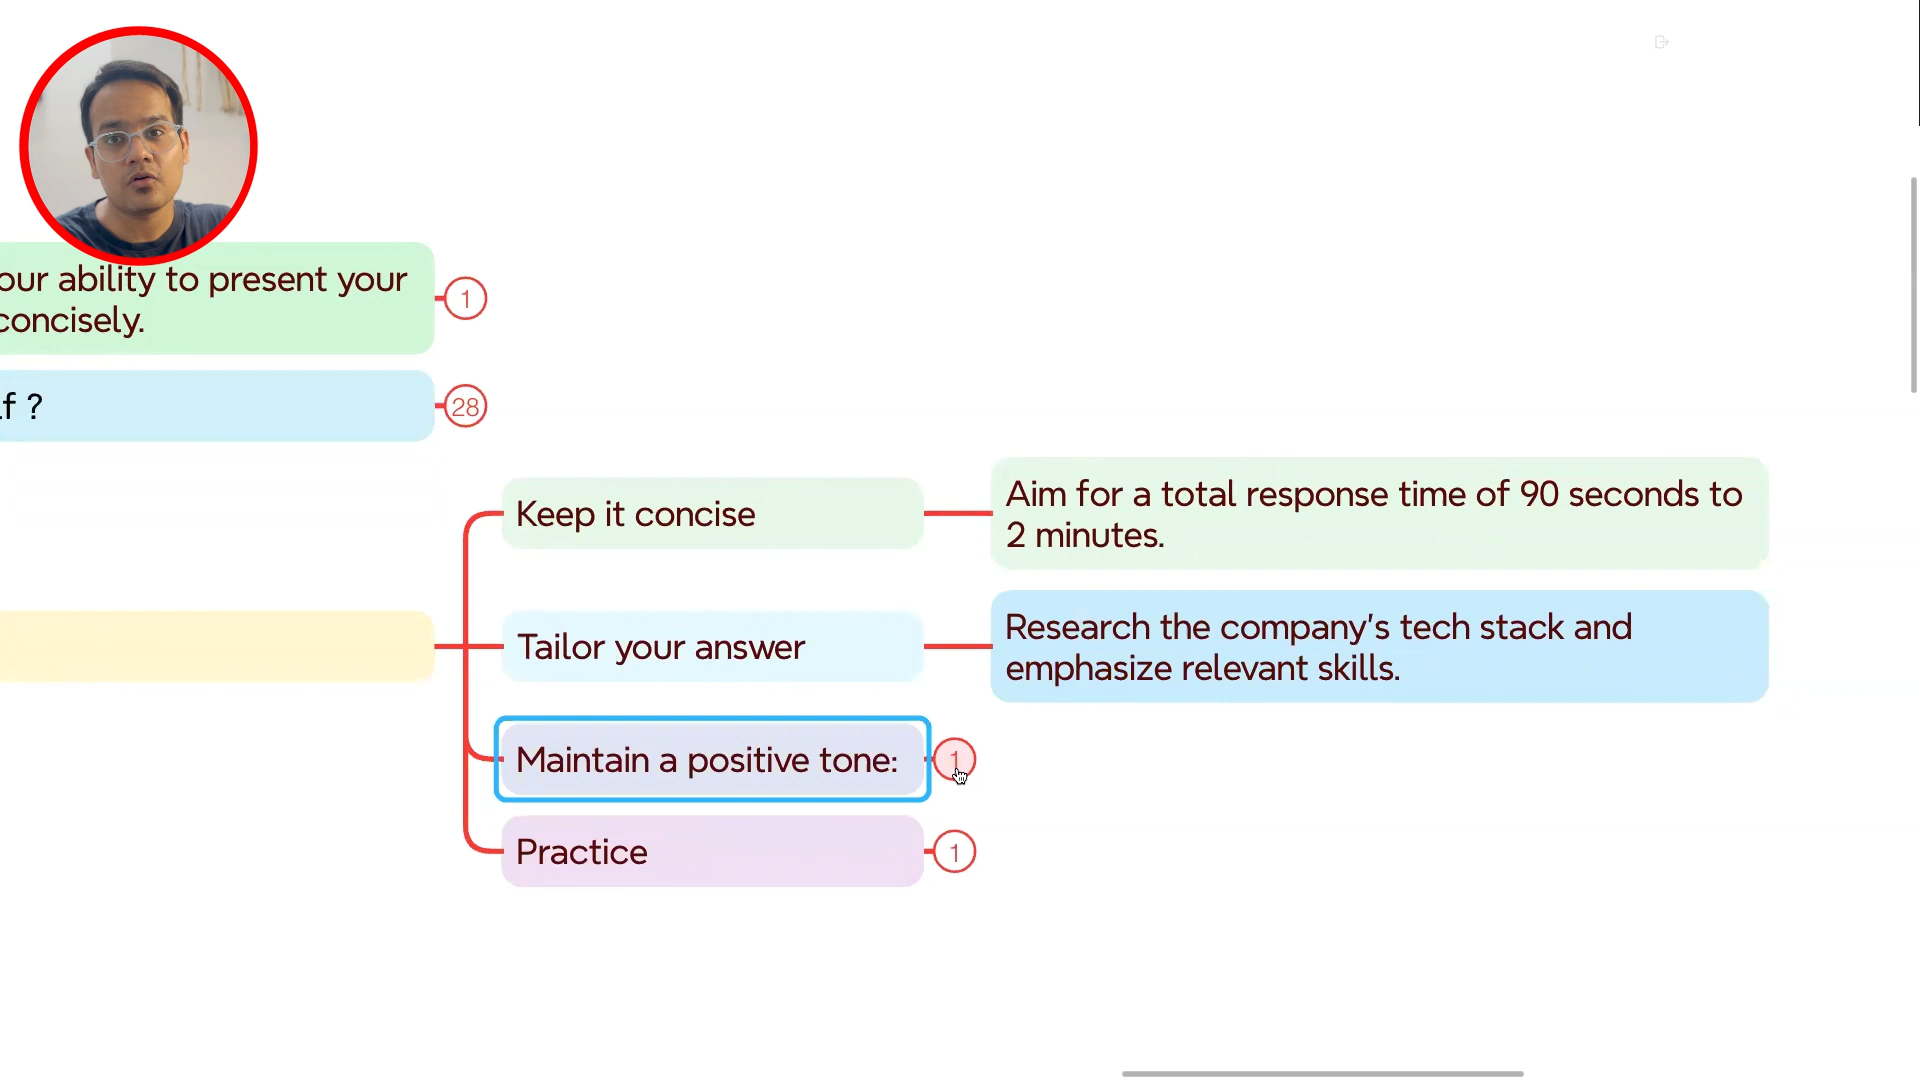 our ability to present your
concisely.
1
f ?
28
Keep it concise
Aim for a total response time of 90 seconds to
2 minutes.
Tailor your answer
Research the company's tech stack and
emphasize relevant skills.
Maintain a positive tone:
1
Practice
1